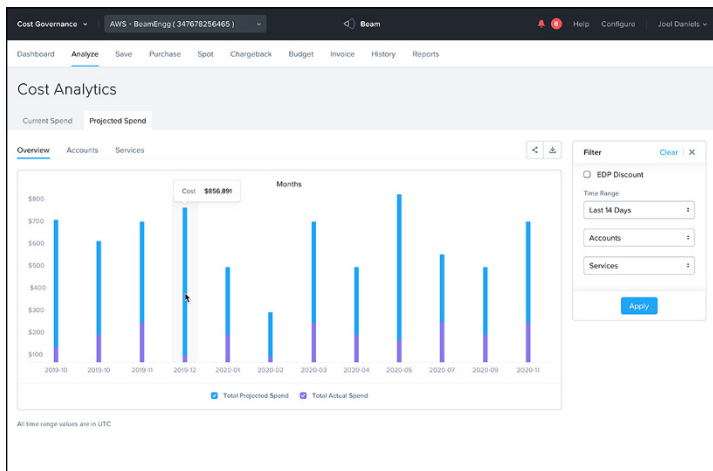 Cost Governance
AWS - BeamEngg ( 347678256465 )
Beam
8
Help
Configure
Joel Daniels
Dashboard
Analyze
Save
Purchase
Spot
Chargeback
Budget
Invoice
History
Reports
Cost Analytics
Current Spend
Projected Spend
Overview
Accounts
Services
Filter
Clear
EDP Discount
Time Range
Last 14 Days
Accounts
Services
Apply
Months
Cost $856.891
$800
$700
$600
$500
$400
$300
$200
$100
2019-10
2019-10
2019-11
2019-12
2020-01
2020-02
2020-03
2020-04
2020-05
2020-07
2020-09
2020-11
Total Projected Spend
Total Actual Spend
All time range values are in UTC